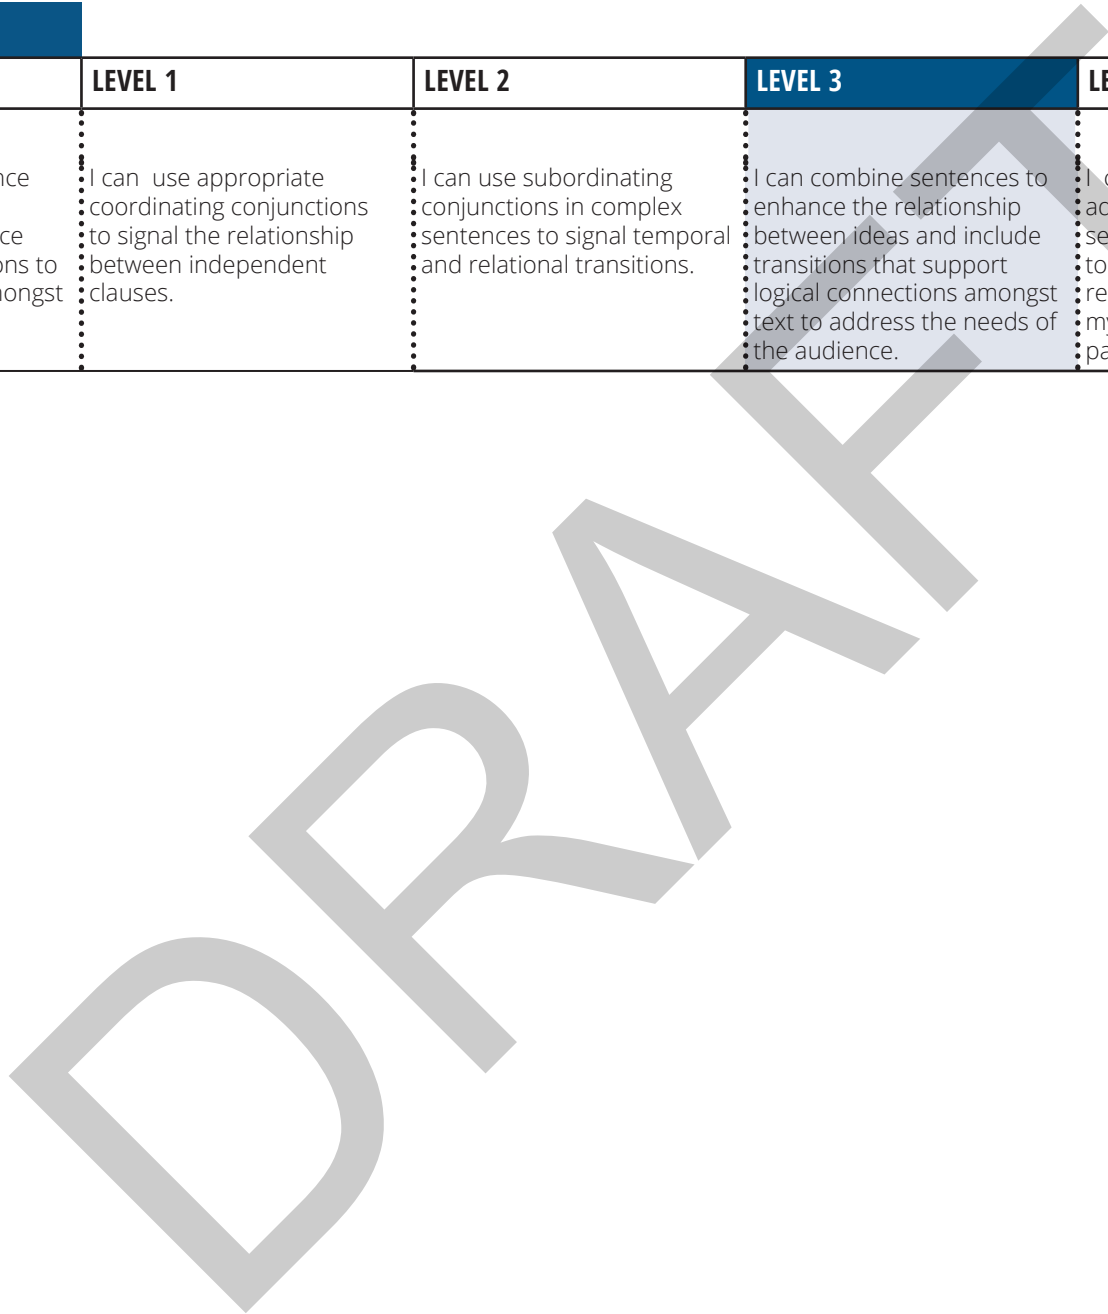 LEVEL 1
LEVEL 2
LEVEL 3
I can  use appropriate
coordinating conjunctions
to signal the relationship
between independent
clauses.
I can use subordinating
conjunctions in complex
sentences to signal temporal
and relational transitions.
I can combine sentences to
enhance the relationship
between ideas and include
transitions that support
logical connections amongst
text to address the needs of
the audience.
DRAFT